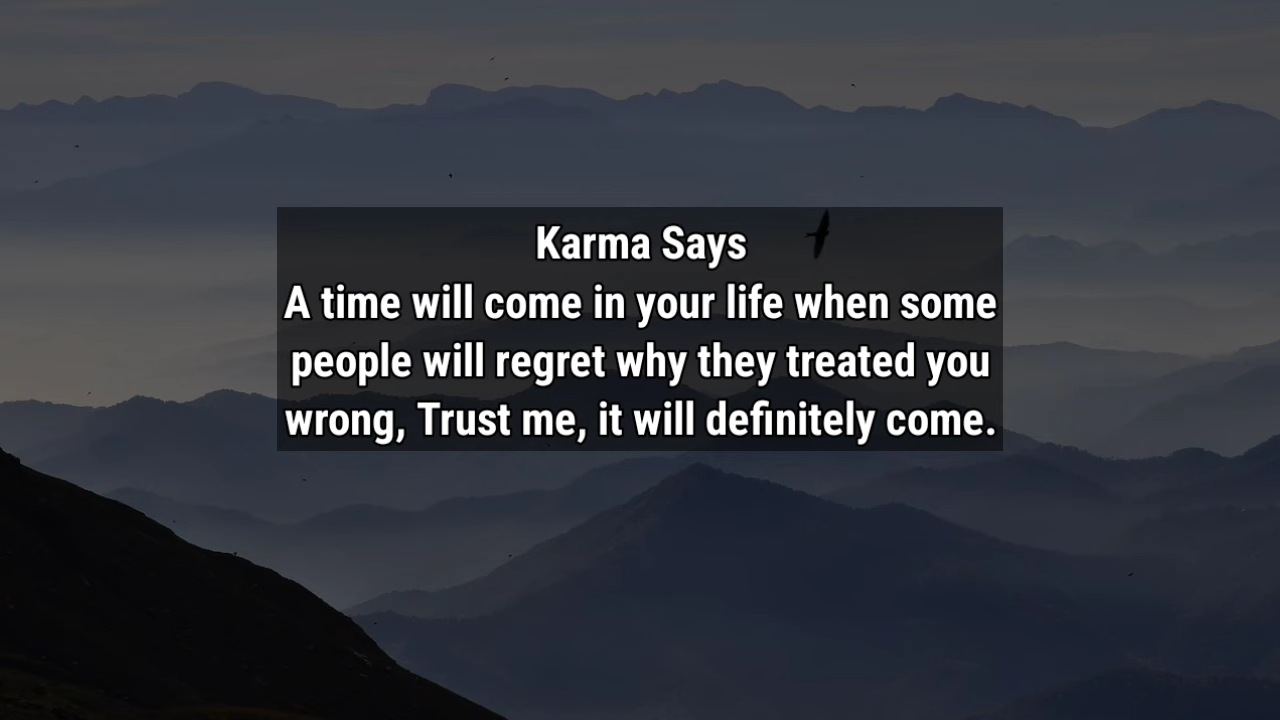 Karma Says
A time will come in your life when some
people will regret why they treated you
wrong, Trust me, it will definitely come.